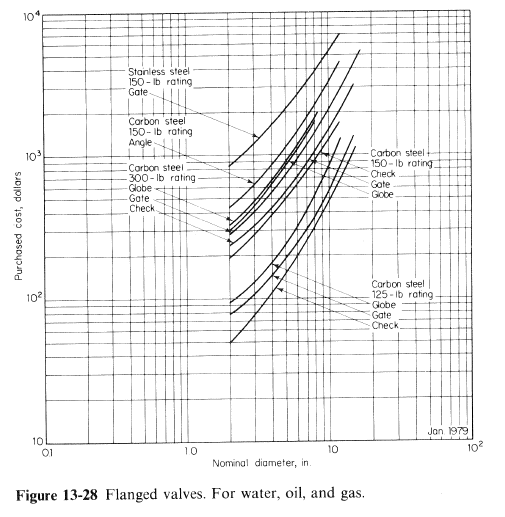 10⁴
Stainless steel
150-lb rating
Gate
Carbon steel
150-lb rating
Angle
Carbon steel
300-lb rating
Globe
Gate
Check
10³
Carbon steel
150-lb rating
Check
Gate
Globe
Purchased cost, dollars
10²
Carbon steel
125-lb rating
Globe
Gate
Check
Jan. 1979
10
0.1
1.0
10
10²
Nominal diameter, in.
Figure 13-28 Flanged valves. For water, oil, and gas.